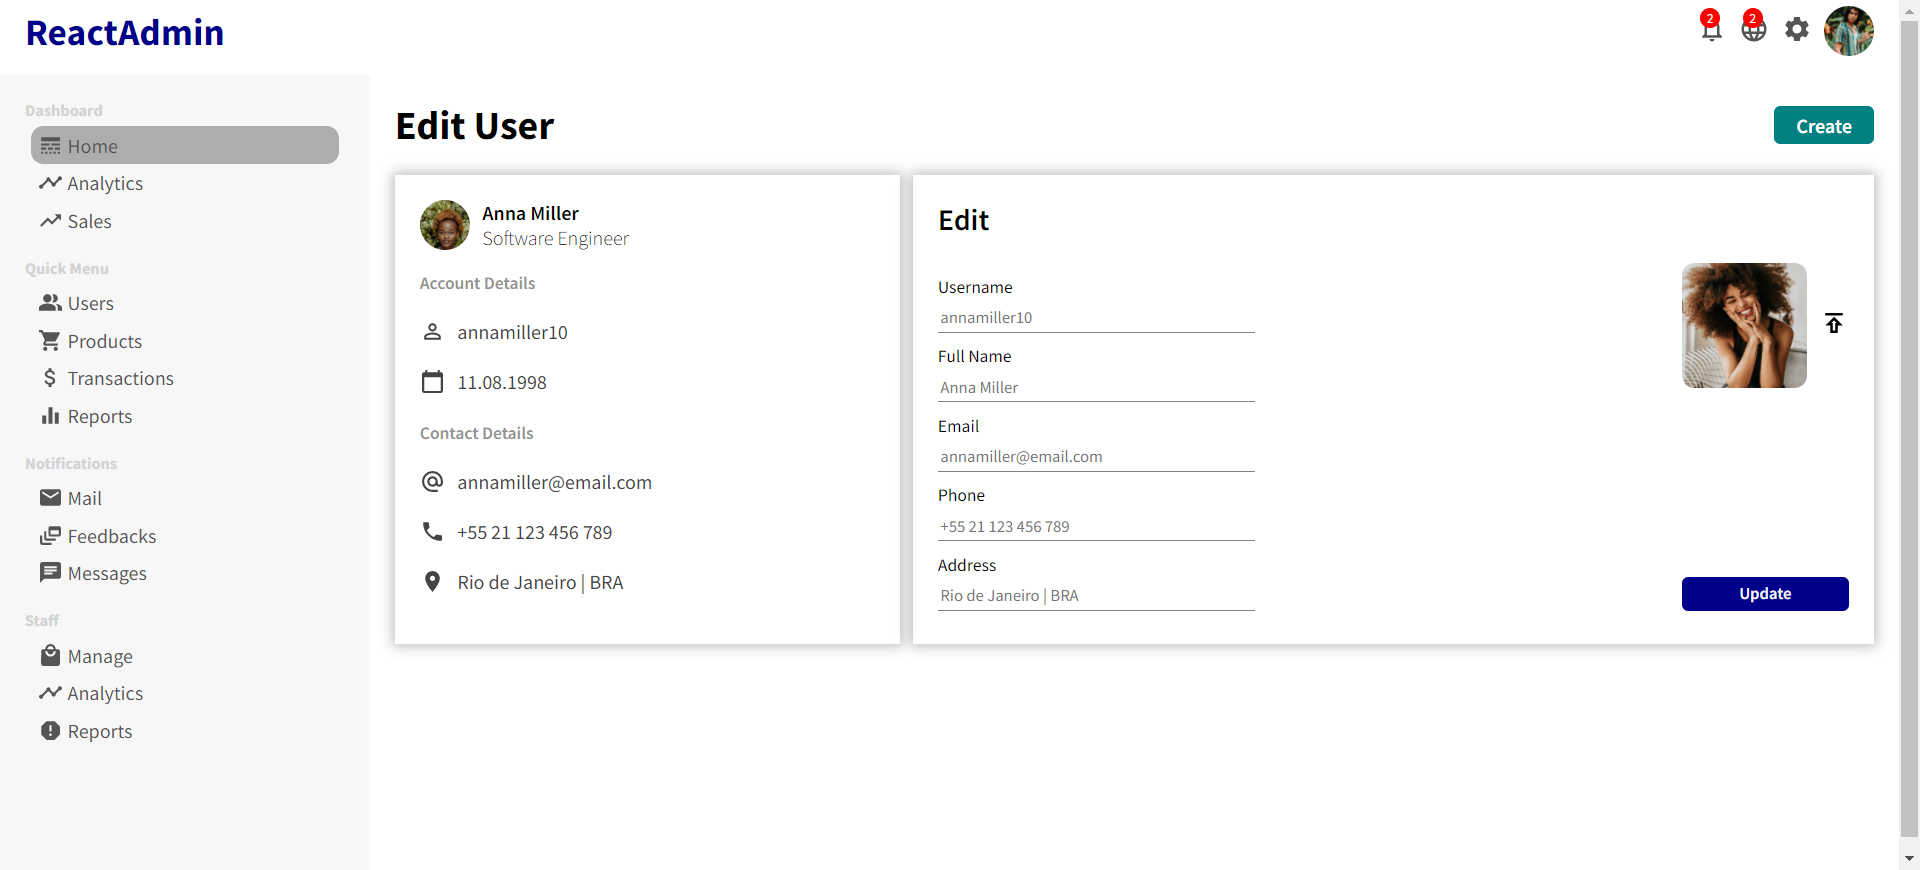 ReactAdmin
2
2
Dashboard
Home
Analytics
Sales
Quick Menu
Users
Products
Transactions
Reports
Notifications
Mail
Feedbacks
Messages
Staff
Manage
Analytics
Reports
Edit User
Create
Anna Miller
Software Engineer
Account Details
annamiller10
11.08.1998
Contact Details
annamiller@email.com
+55 21 123 456 789
Rio de Janeiro | BRA
Edit
Username
annamiller10
Full Name
Anna Miller
Email
annamiller@email.com
Phone
+55 21 123 456 789
Address
Rio de Janeiro | BRA
Update